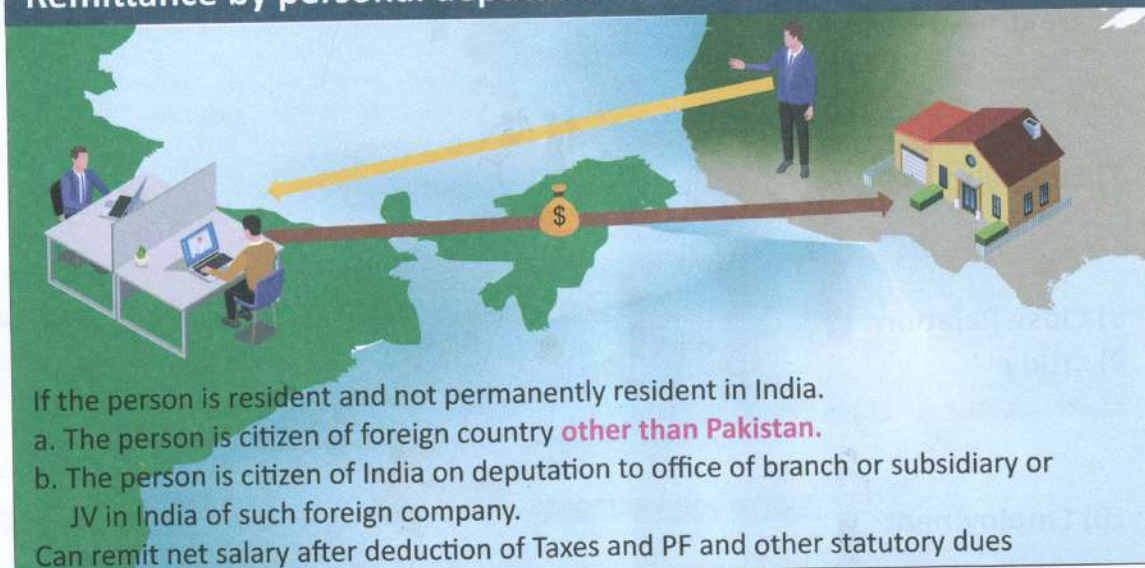 Remittance by personal
If the person is resident and not permanently resident in India.
a. The person is citizen of foreign country other than Pakistan.
b. The person is citizen of India on deputation to office of branch or subsidiary or
JV in India of such foreign company.
Can remit net salary after deduction of Taxes and PF and other statutory dues
$